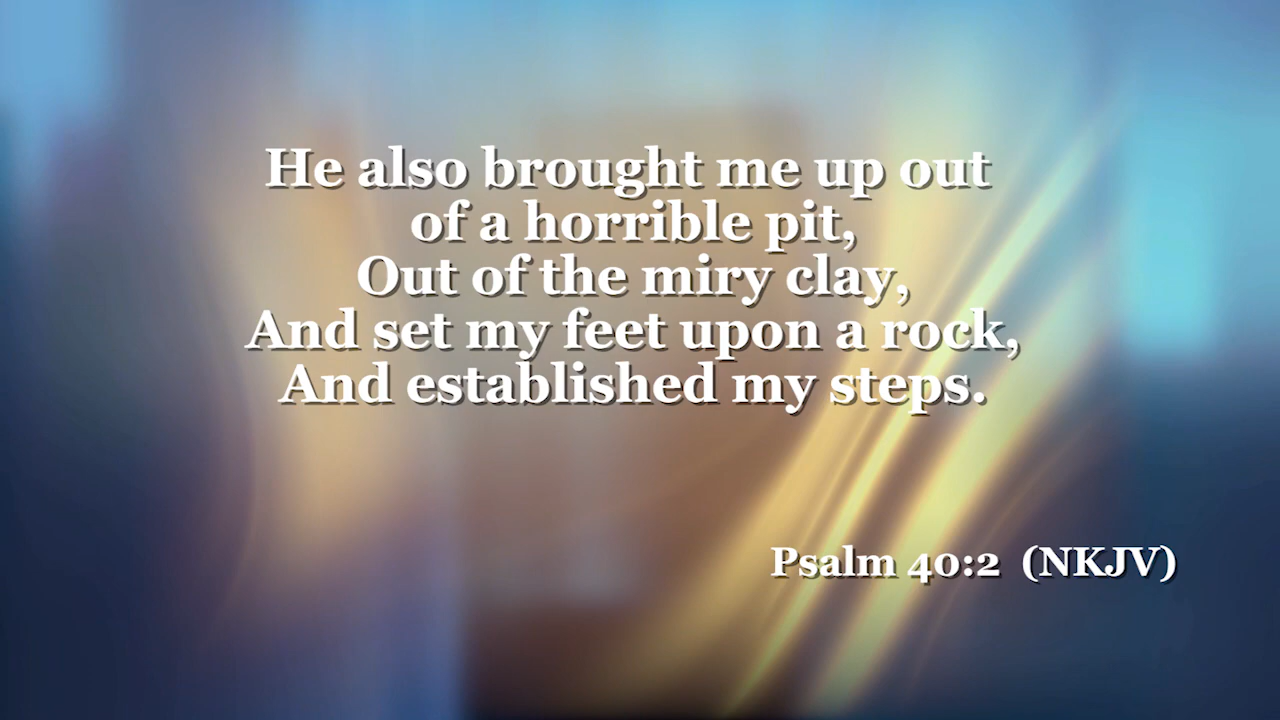 He also brought me up out
of a horrible pit,
Out of the miry clay,
And set my feet upon a rock,
And established my steps.
Psalm 40:2 (NKJV)